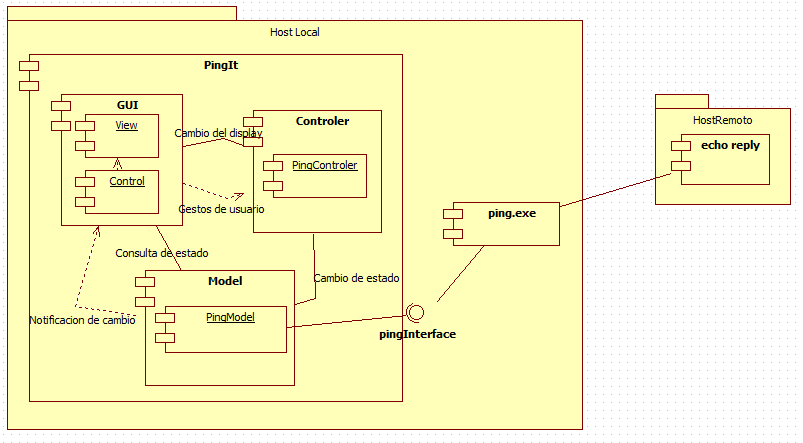 Host Local
PingIt
GUI
View
Control
Cambio del display
Controler
PingControler
Gestos de usuario
HostRemoto
echo reply
ping.exe
Consulta de estado
Model
PingModel
Cambio de estado
Notificacion de cambio
pingInterface